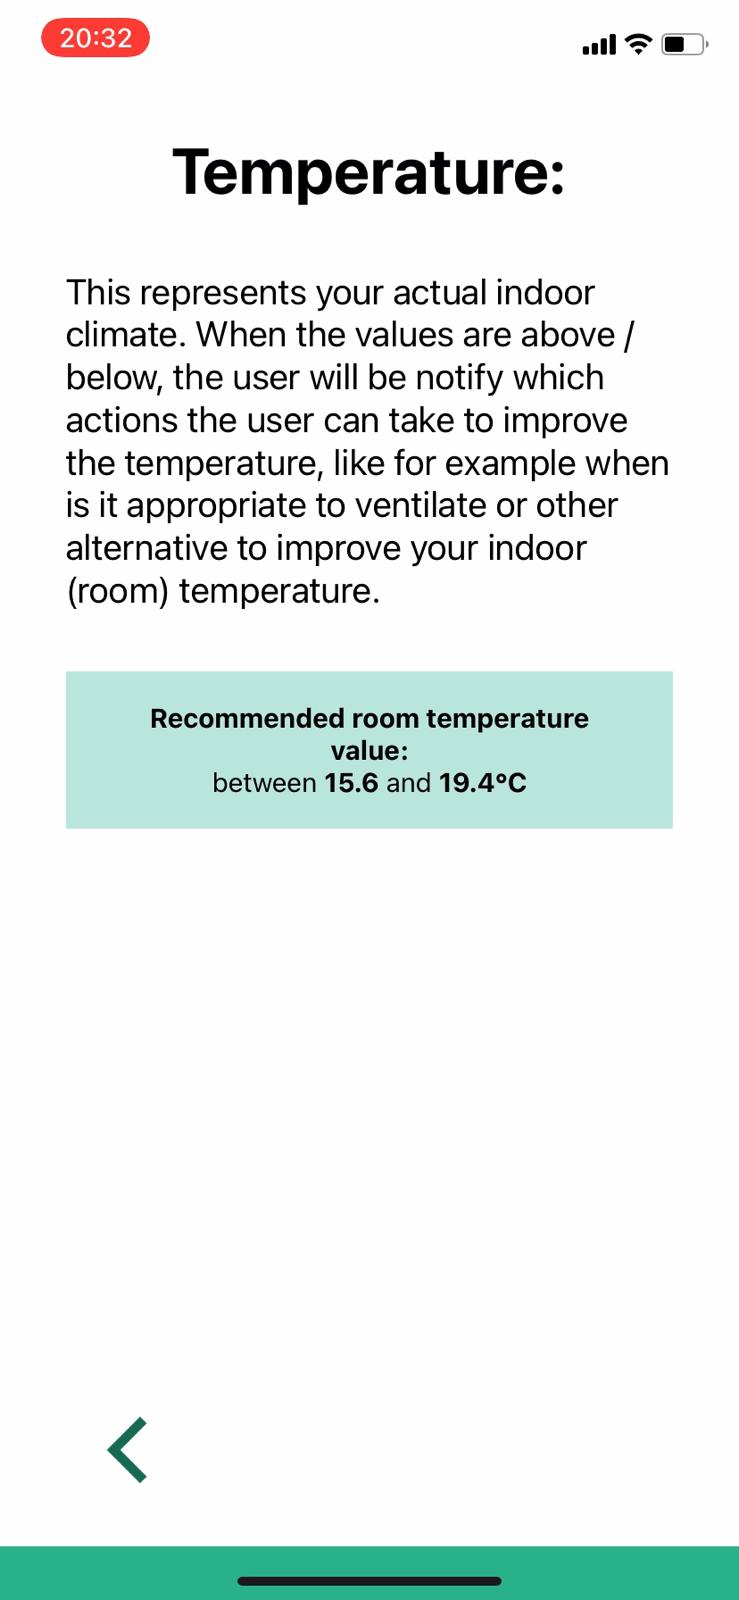 20:32
Temperature:
This represents your actual indoor
climate. When the values are above /
below, the user will be notify which
actions the user can take to improve
the temperature, like for example when
is it appropriate to ventilate or other
alternative to improve your indoor
(room) temperature.
Recommended room temperature
value:
between 15.6 and 19.4°C